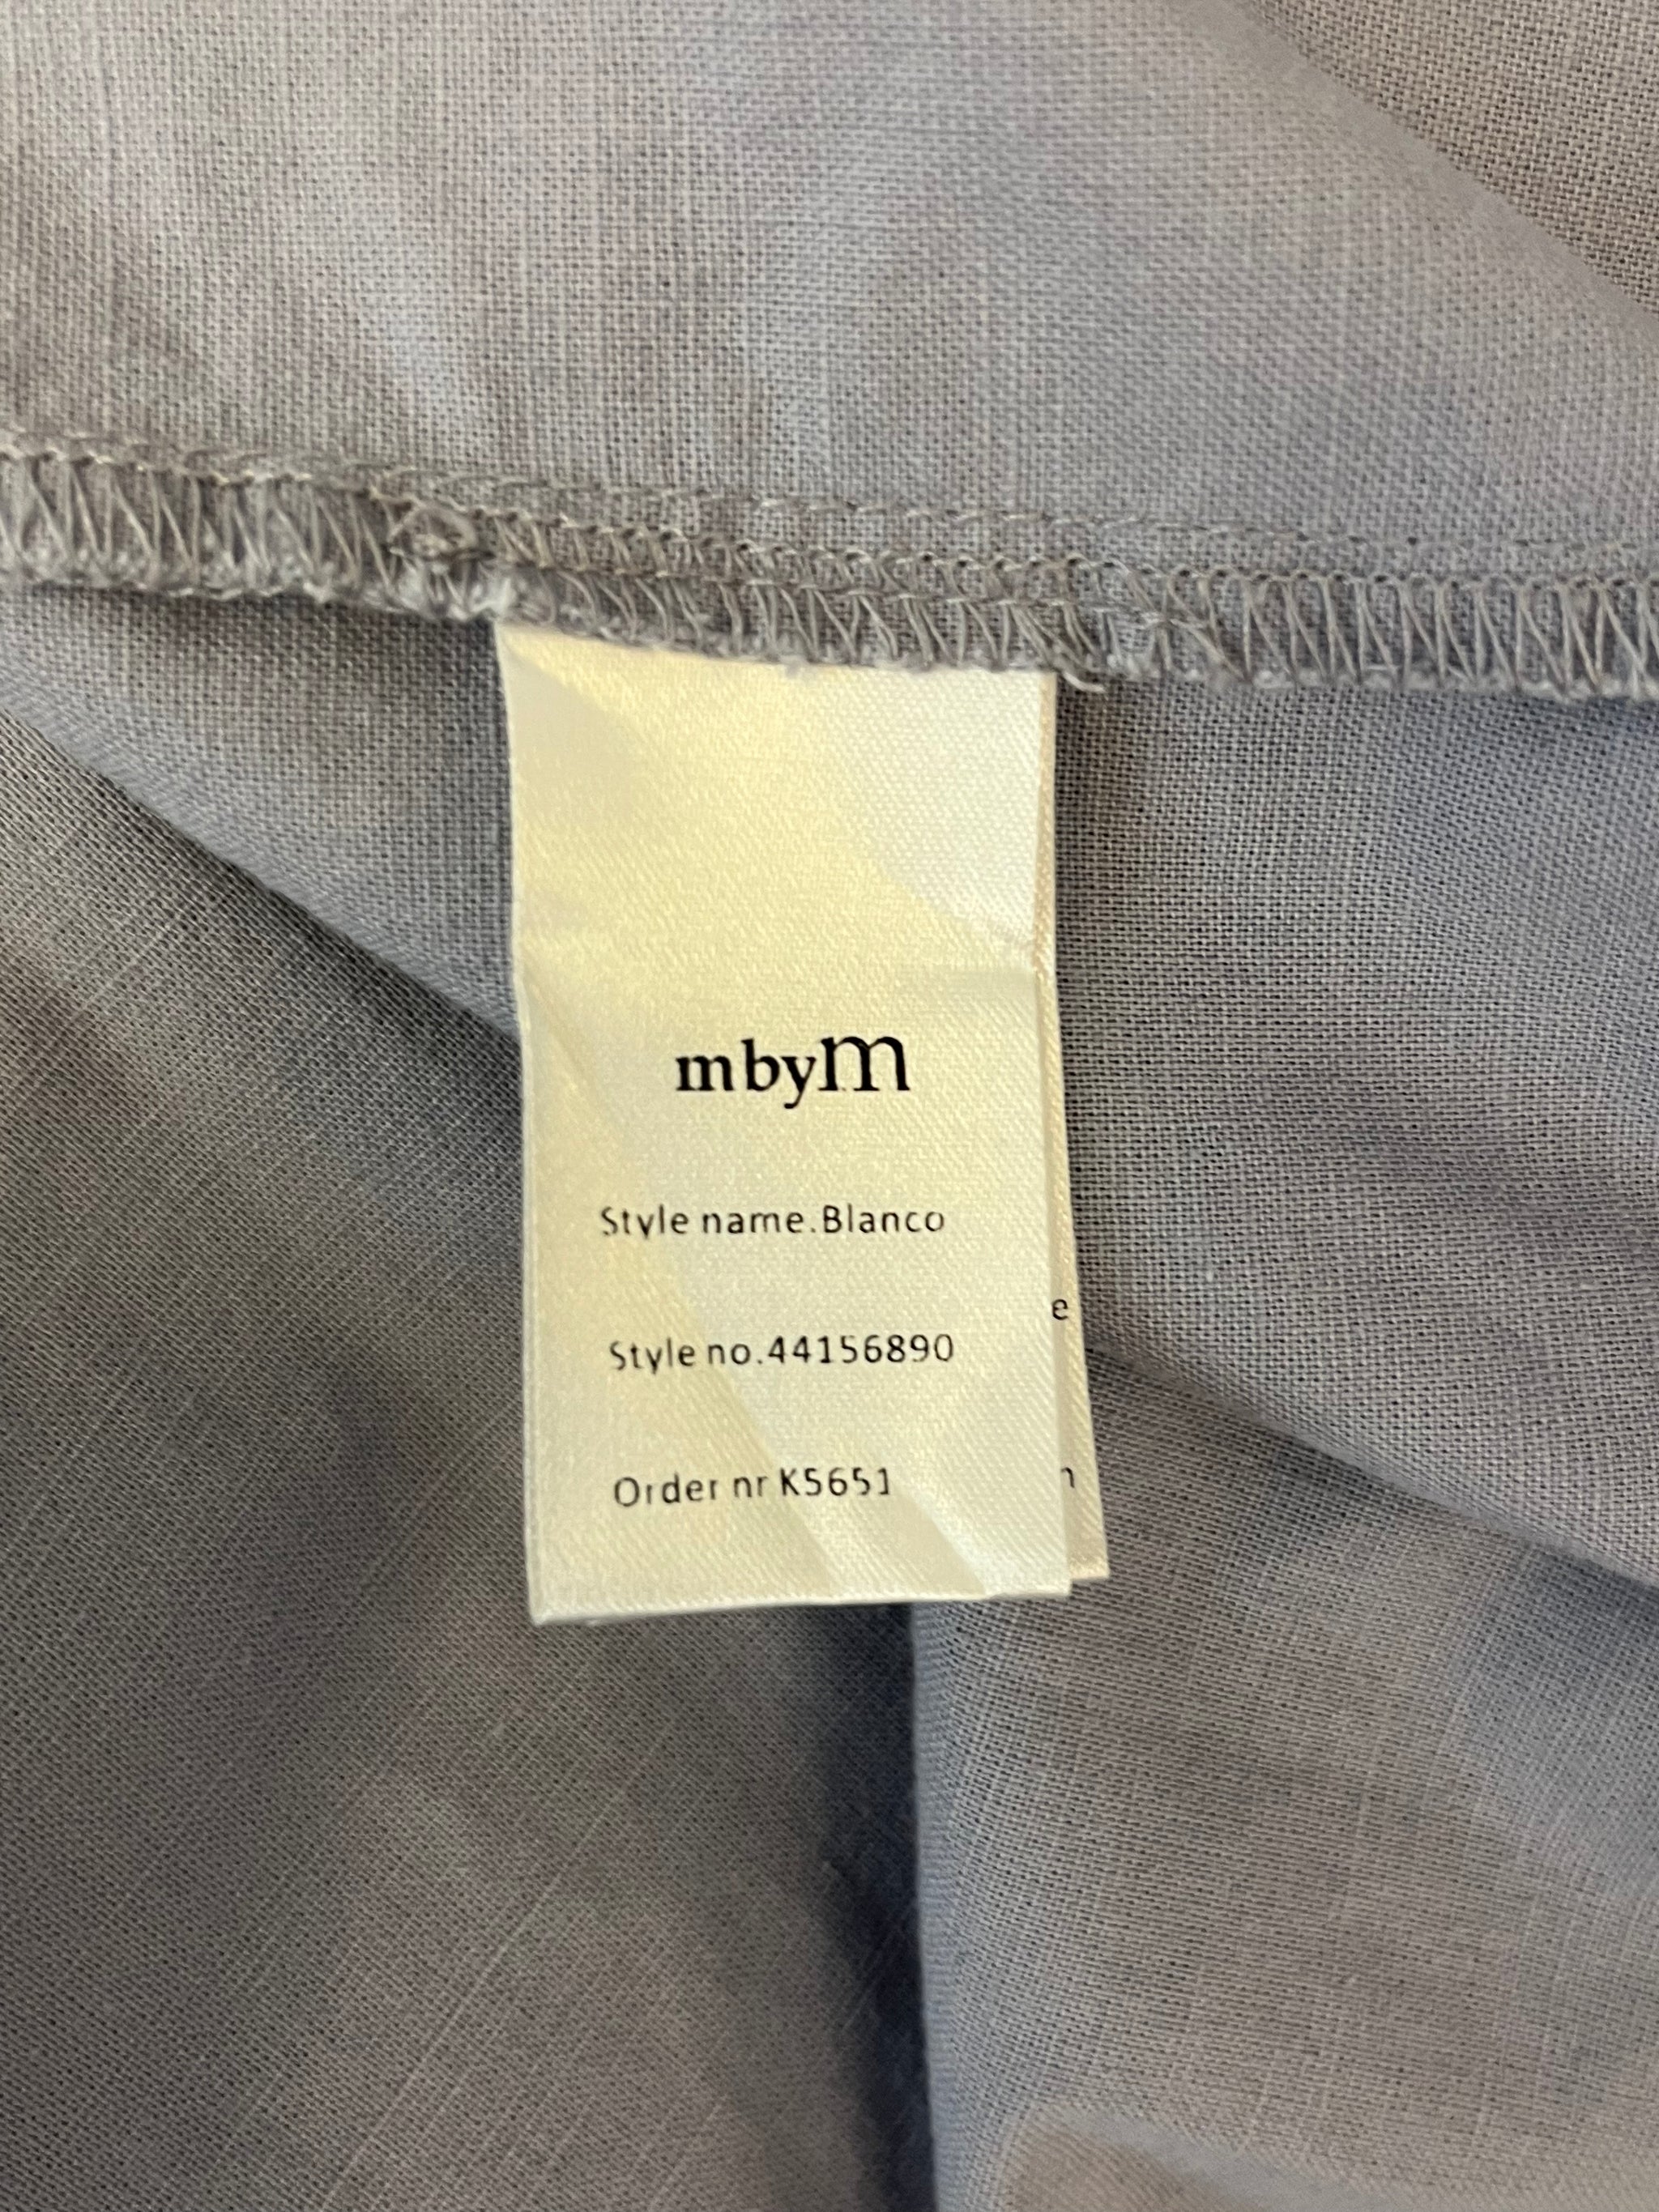 mbyM
Style name.Blanco
Style no.44156890
e
Order nr K5651
n